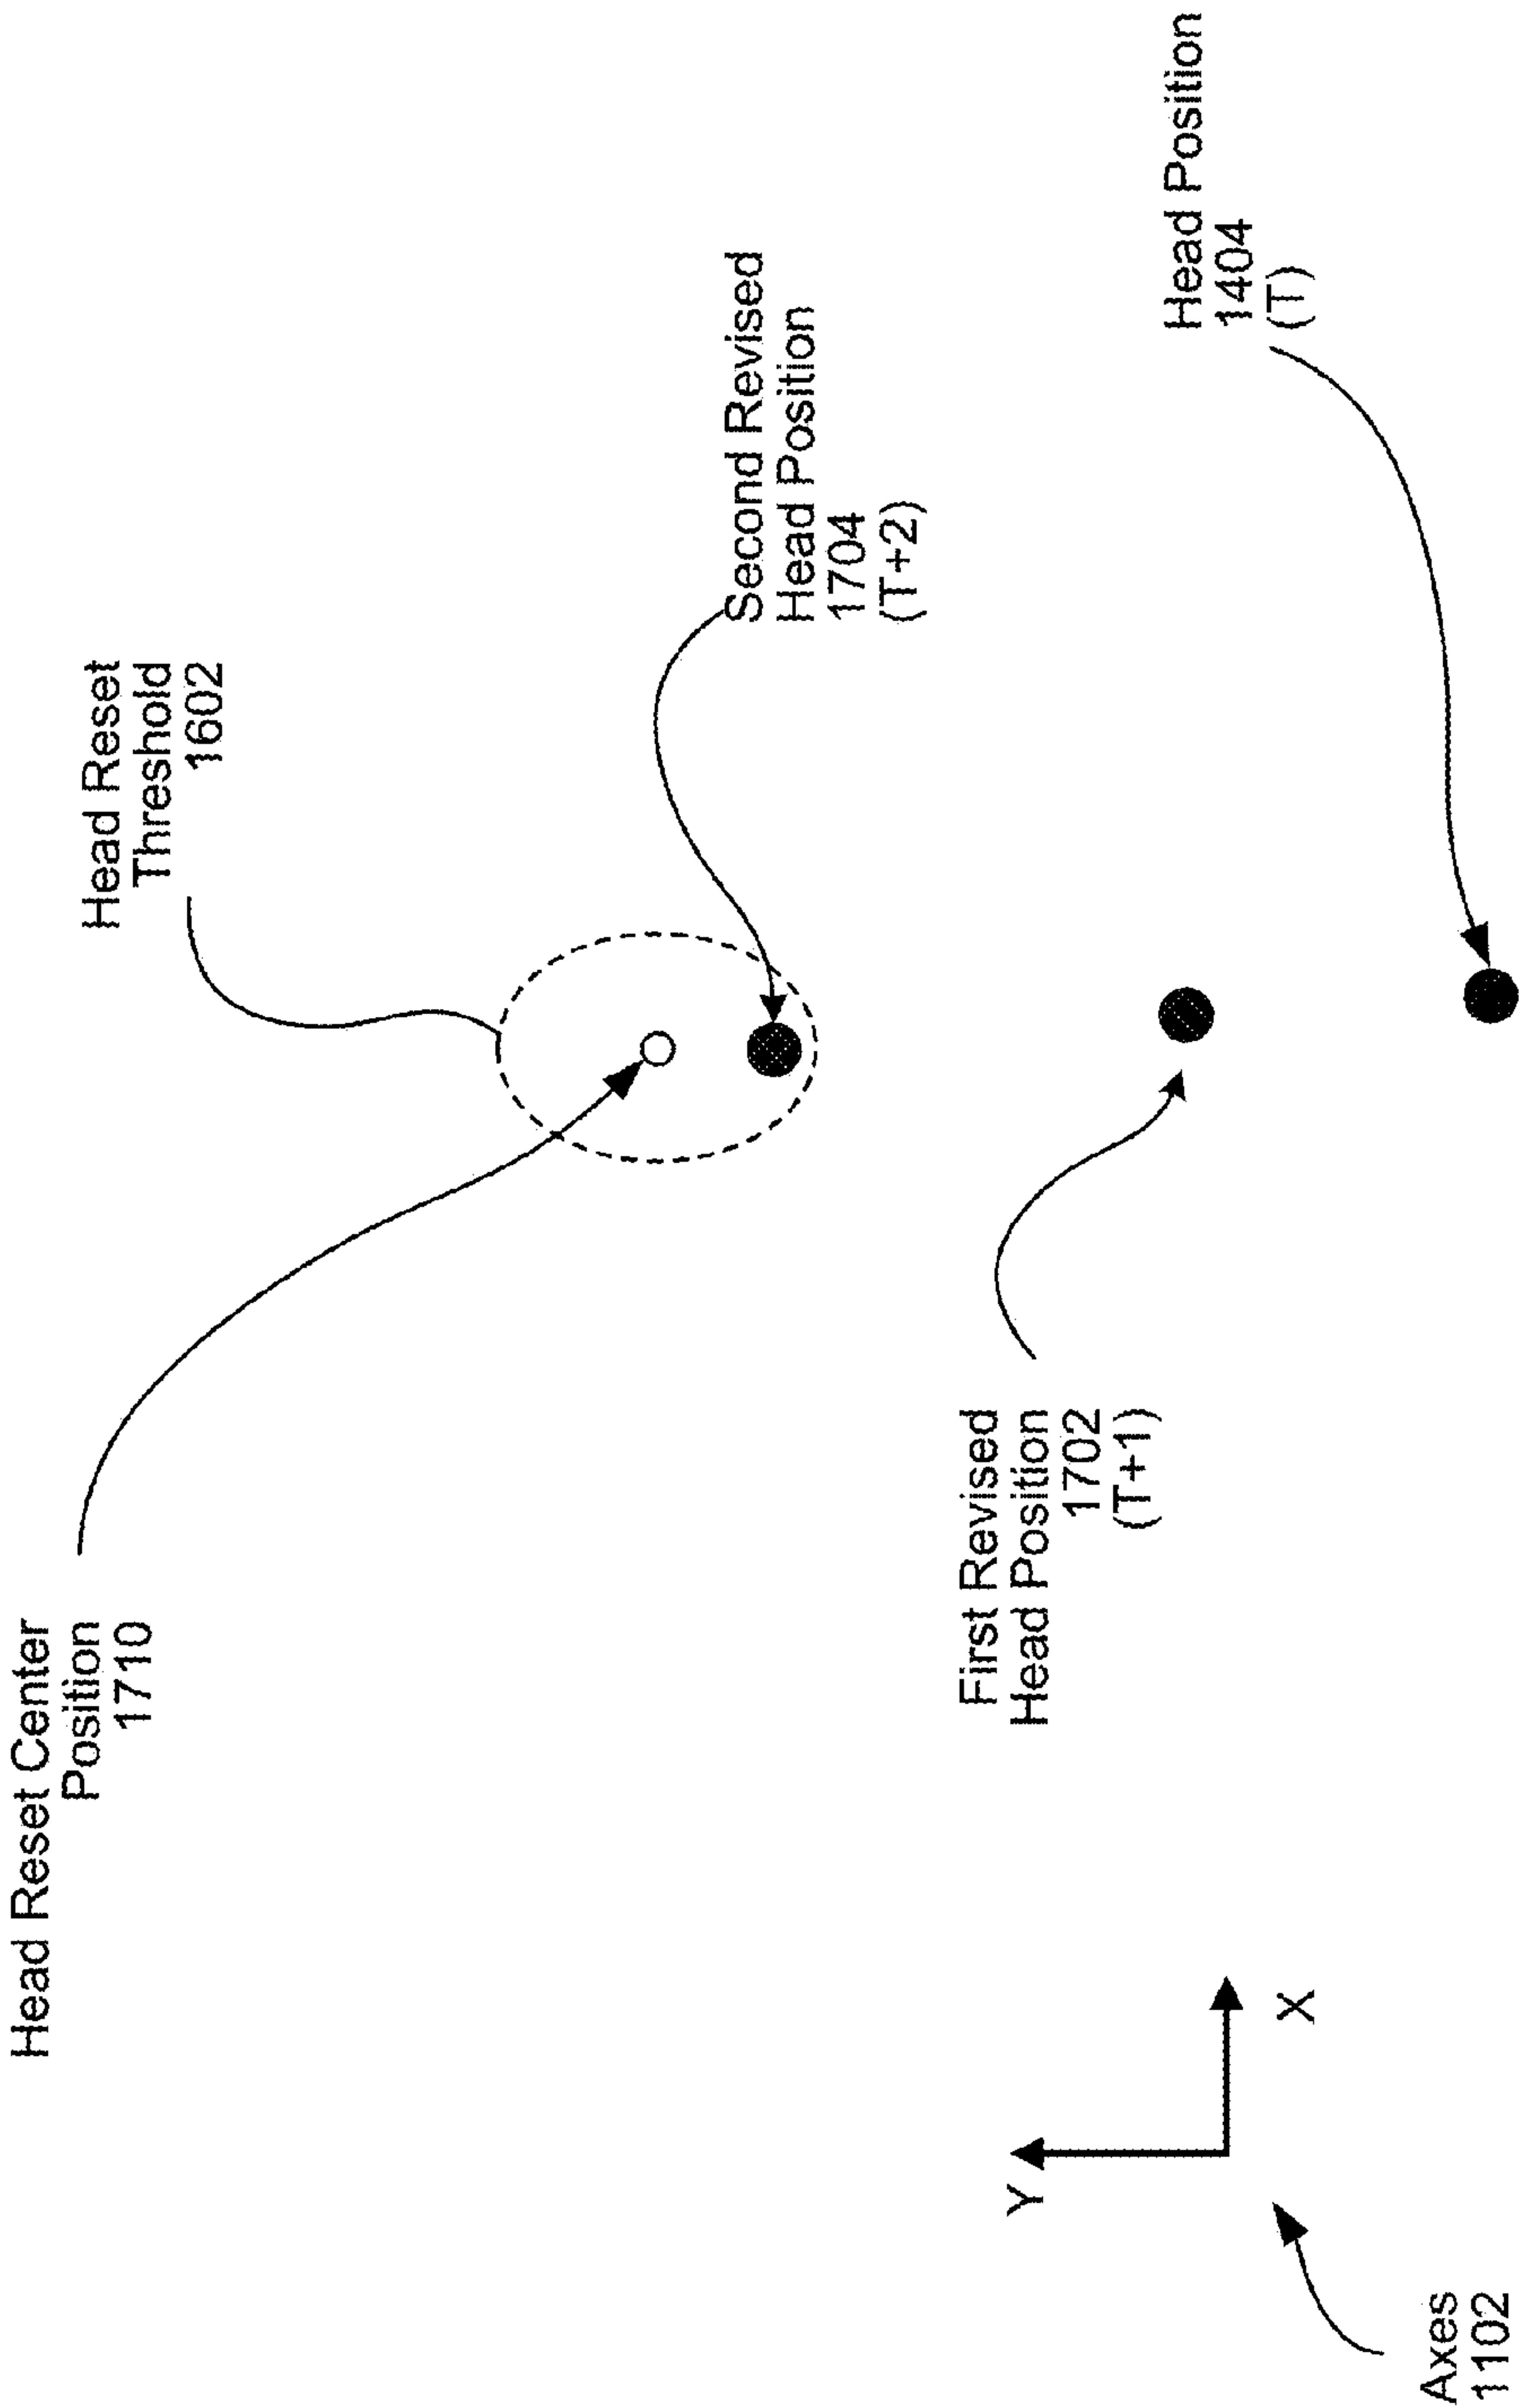 Head Reset Center
Position
1710
Head Reset
Threshold
1602
Second Revised
Head Position
1704
(T+2)
First Revised
Head Position
1702
(T+1)
Head Position
1404
(T)
Y
X
Axes
1102